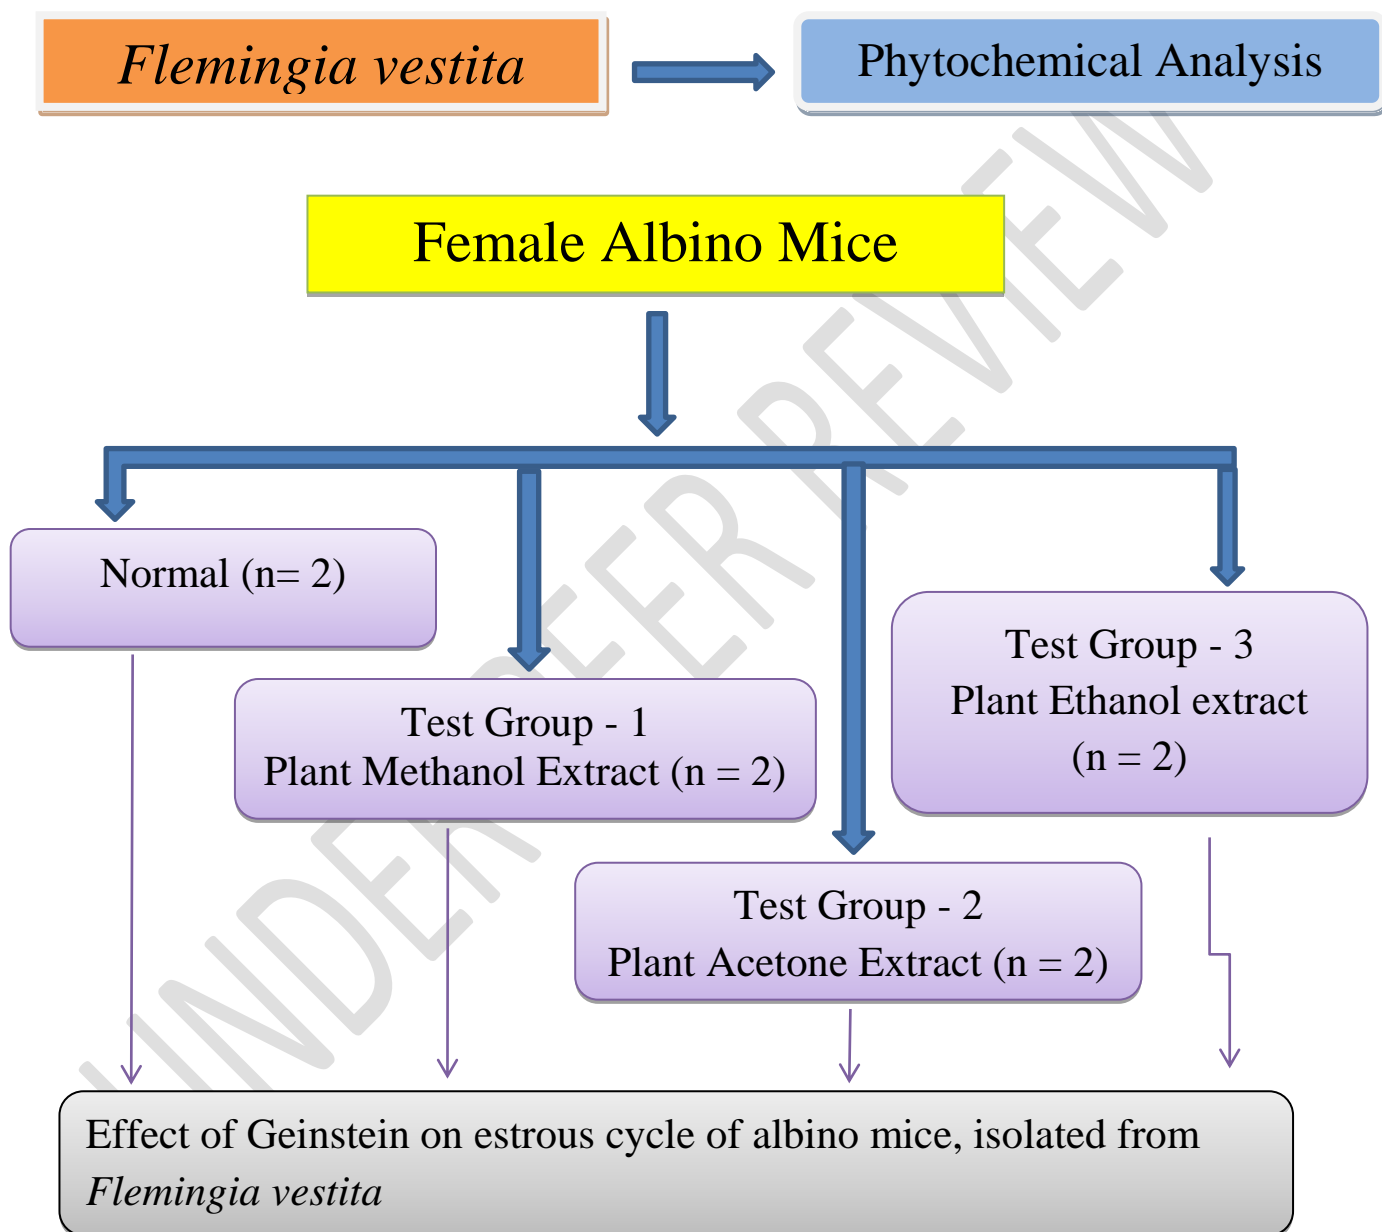 Flemingia vestita
Phytochemical Analysis
Female Albino Mice
Normal (n= 2)
Test Group - 1
Plant Methanol Extract (n = 2)
Test Group - 2
Plant Acetone Extract (n = 2)
Test Group - 3
Plant Ethanol extract
(n = 2)
Effect of Geinstein on estrous cycle of albino mice, isolated from
Flemingia vestita
UNDER PEER REVIEW